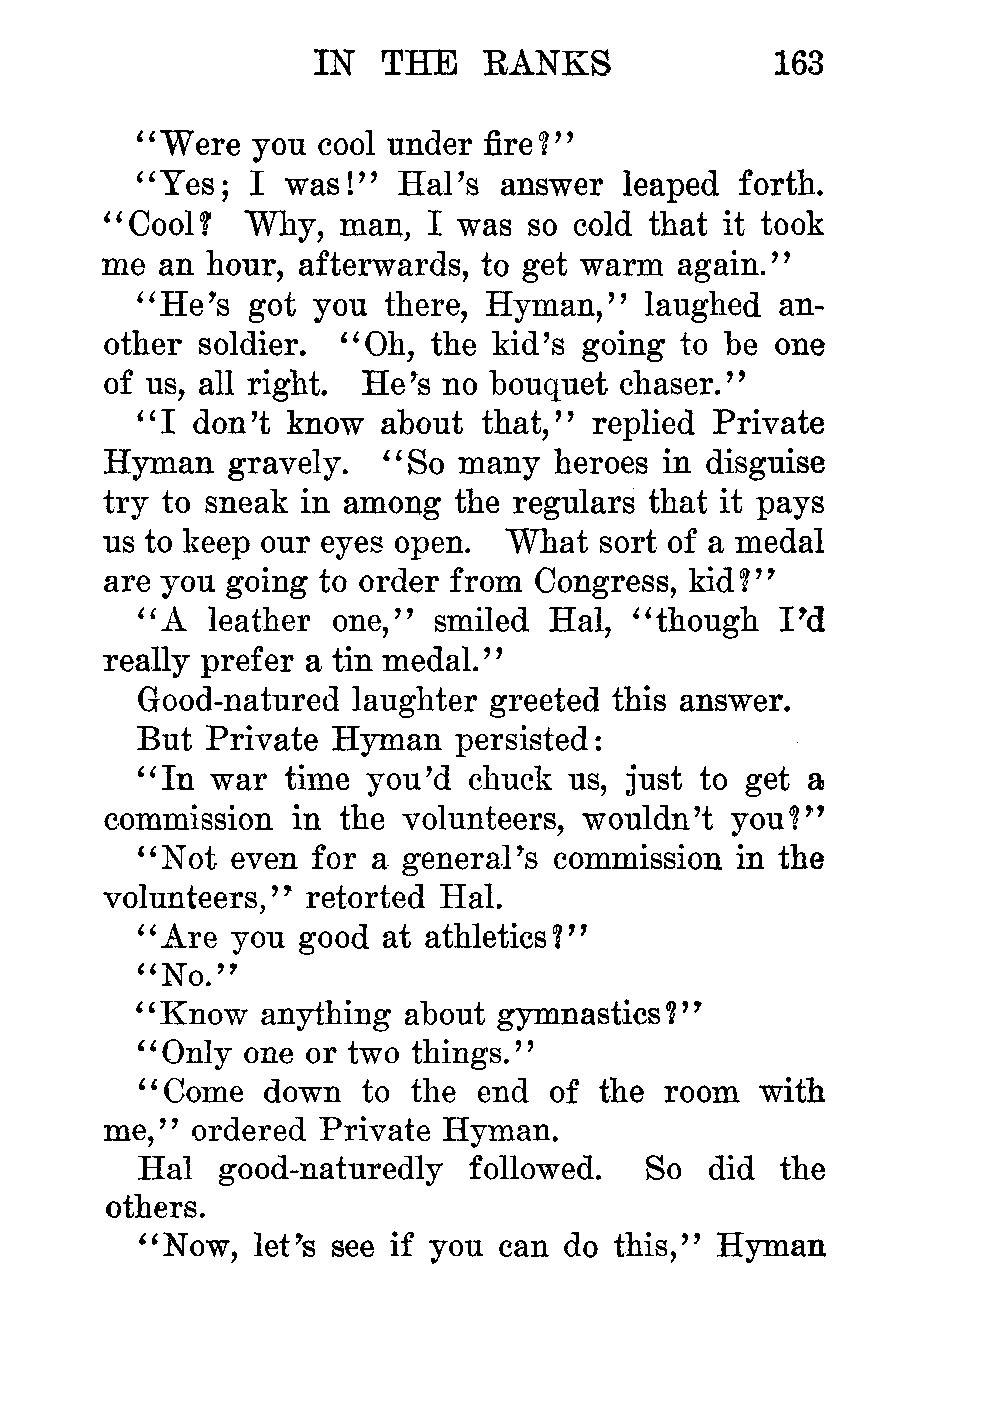 IN THE RANKS 163
"Were you cool under fire?"
"Yes; I was!" Hal's answer leaped forth.
"Cool? Why, man, I was so cold that it took
me an hour, afterwards, to get warm again."
"He's got you there, Hyman," laughed an-
other soldier. "Oh, the kid's going to be one
of us, all right. He's no bouquet chaser."
"I don't know about that," replied Private
Hyman gravely. "So many heroes in disguise
try to sneak in among the regulars that it pays
us to keep our eyes open. What sort of a medal
are you going to order from Congress, kid?"
"A leather one," smiled Hal, "though I'd
really prefer a tin medal."
Good-natured laughter greeted this answer.
But Private Hyman persisted:
"In war time you'd chuck us, just to get a
commission in the volunteers, wouldn't you?"
"Not even for a general's commission in the
volunteers," retorted Hal.
"Are you good at athletics?"
"No."
"Know anything about gymnastics?"
"Only one or two things."
"Come down to the end of the room with
me," ordered Private Hyman.
Hal good-naturedly followed. So did the
others.
"Now, let's see if you can do this," Hyman